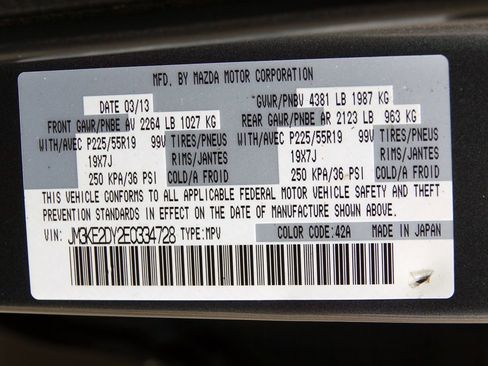 MFD. BY MAZDA MOTOR CORPORATION
DATE 03/13 GVWR/PNBV 4381 LB 1987 KG
FRONT GAWR/PNBE AV 2264 LB 1027 KG REAR GAWR/PNBE AR 2123 LB 963 KG
WITH/AVEC P225/55R19 99V TIRES/PNEUS WITH/AVEC P225/55R19 99V TIRES/PNEUS
19X7J RIMS/JANTES 19X7J RIMS/JANTES
250 KPA/36 PSI COLD/A FROID 250 KPA/36 PSI COLD/A FROID
THIS VEHICLE CONFORMS TO ALL APPLICABLE FEDERAL MOTOR VEHICLE SAFETY AND THEFT
PREVENTION STANDARDS IN EFFECT ON THE DATE OF MANUFACTURE SHOWN ABOVE.
VIN: JM3KE2DY2E0334728 TYPE:MPV COLOR CODE:42A MADE IN JAPAN